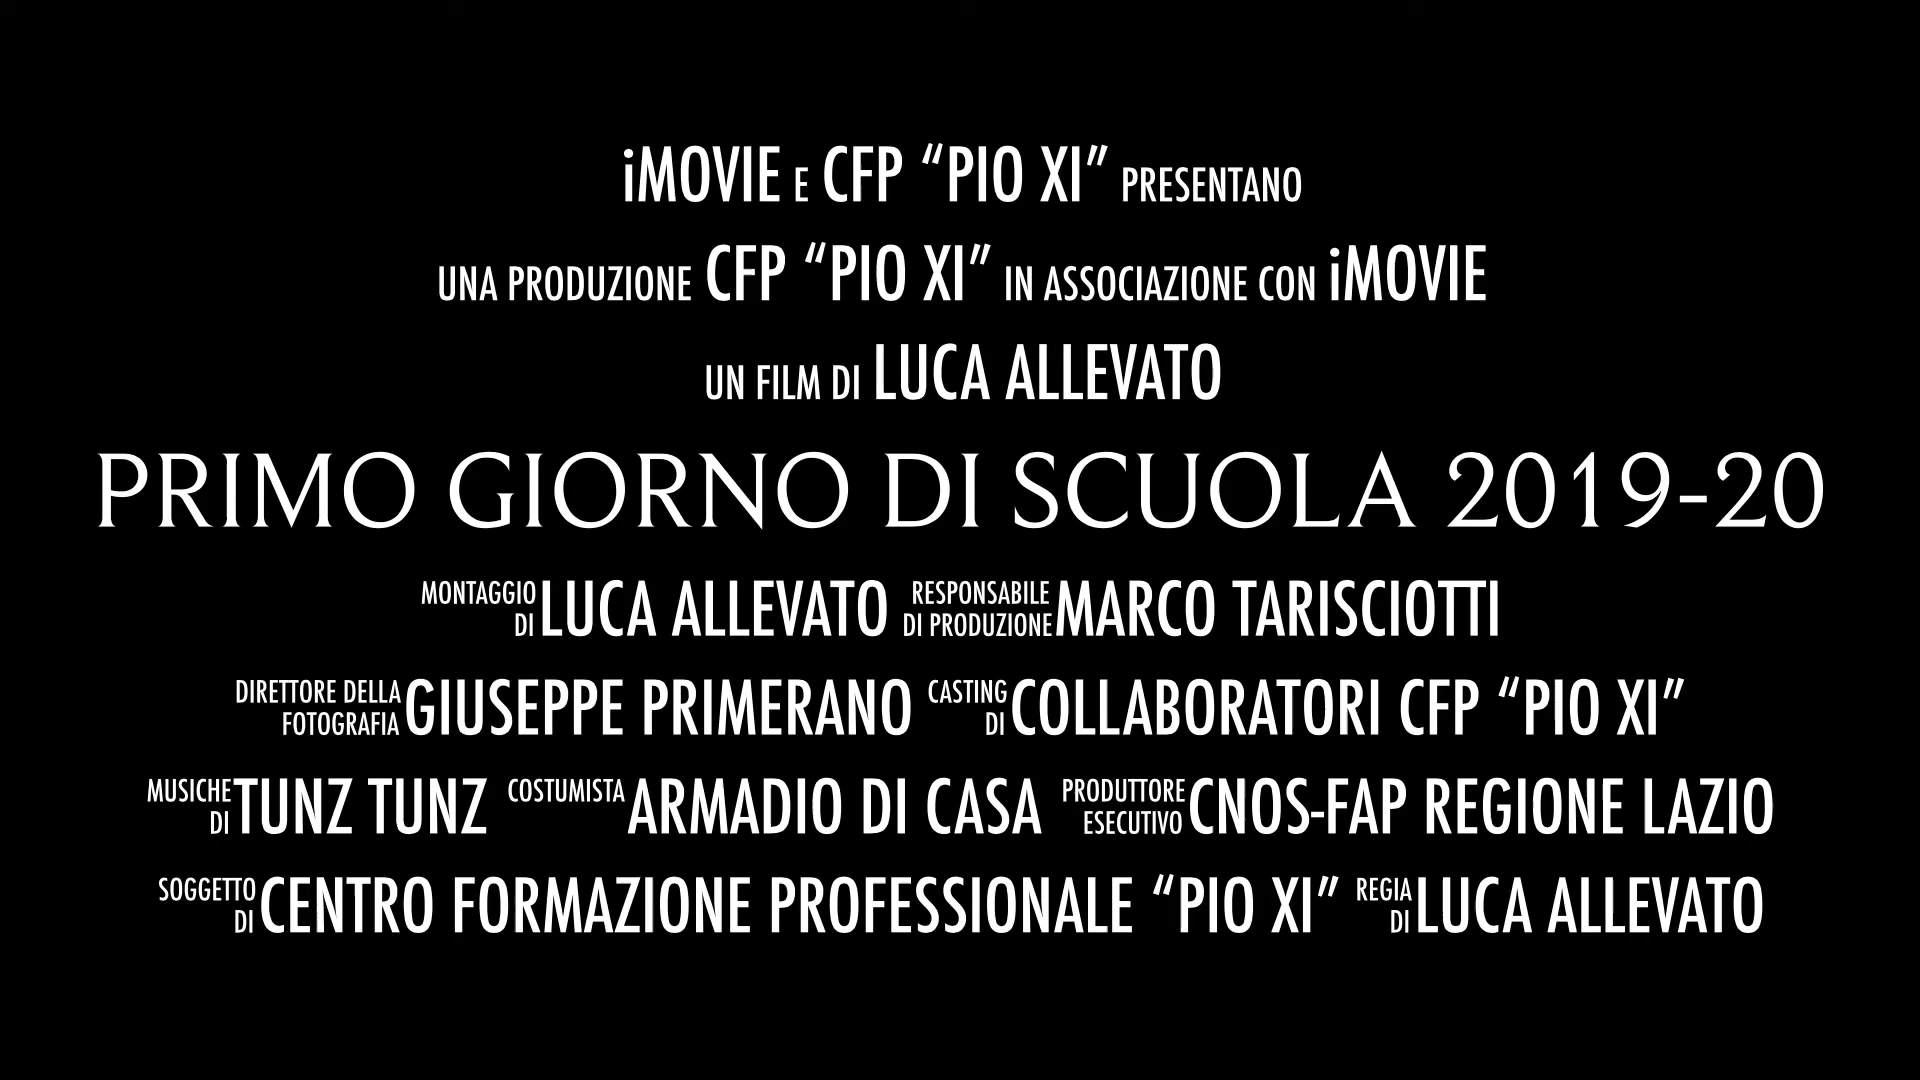 iMOVIE E CFP “PIO XI” PRESENTANO
UNA PRODUZIONE CFP “PIO XI” IN ASSOCIAZIONE CON iMOVIE
UN FILM DI LUCA ALLEVATO
PRIMO GIORNO DI SCUOLA 2019-20
MONTAGGIO DI LUCA ALLEVATO RESPONSABILE DI PRODUZIONE MARCO TARISCIOTTI
DIRETTORE DELLA FOTOGRAFIA GIUSEPPE PRIMERANO CASTING DI COLLABORATORI CFP “PIO XI”
MUSICHE DI TUNZ TUNZ COSTUMISTA ARMADIO DI CASA PRODUTTORE ESECUTIVO CNOS-FAP REGIONE LAZIO
SOGGETTO DI CENTRO FORMAZIONE PROFESSIONALE “PIO XI” REGIA DI LUCA ALLEVATO